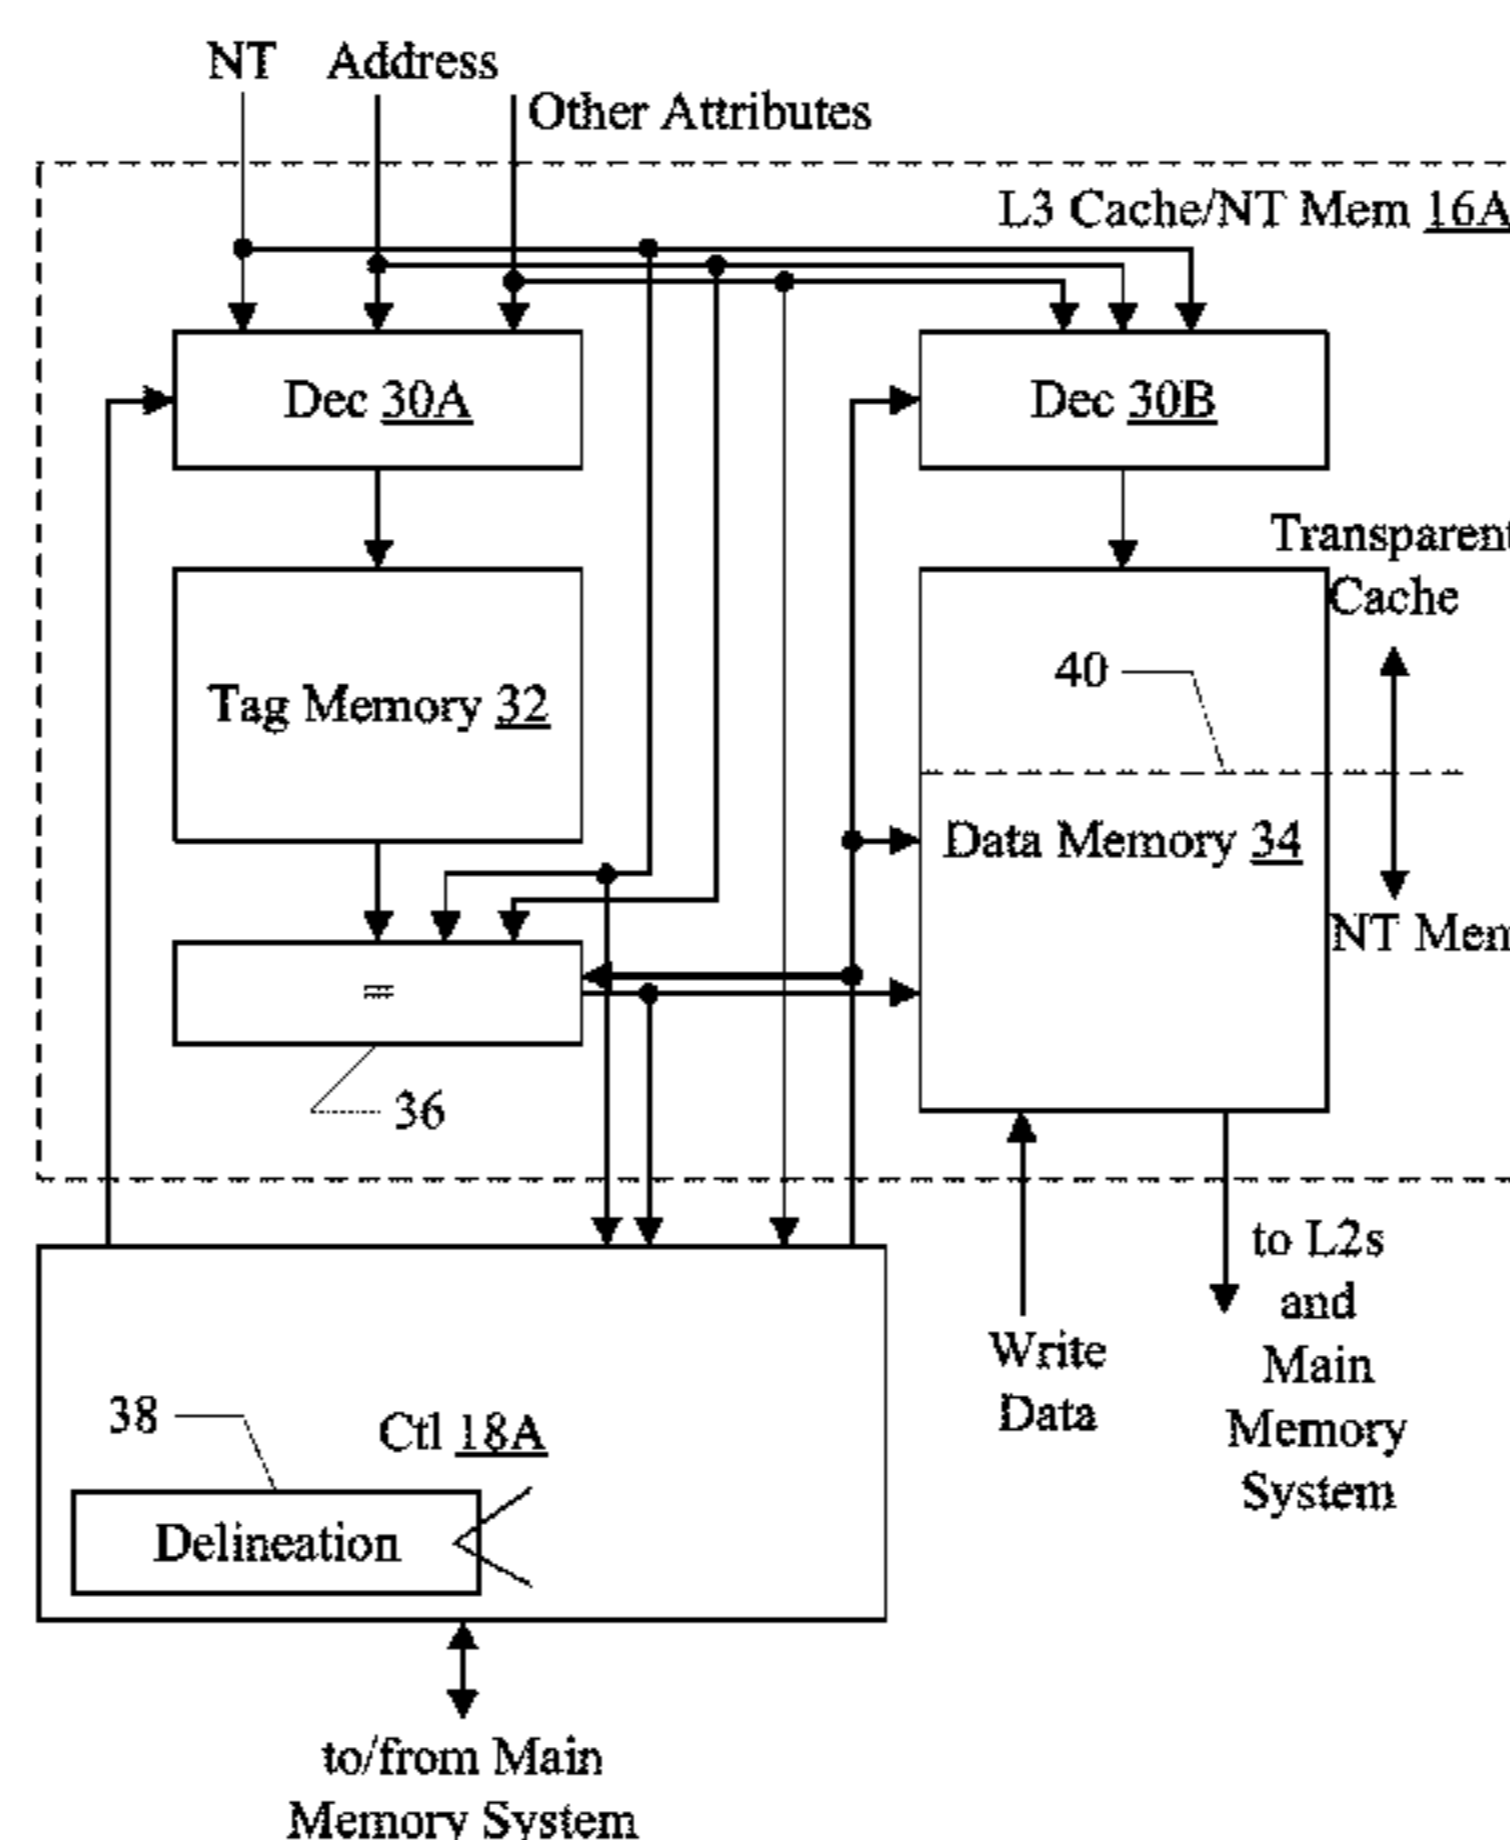 NT
Address
Other Attributes
L3 Cache/NT Mem 16A
Dec 30A
Dec 30B
Transparent
Cache
40
Tag Memory 32
Data Memory 34
NT Mem
=
36
to L2s
and
Main
Memory
System
Write
Data
38
Ctl 18A
Delineation
to/from Main
Memory System